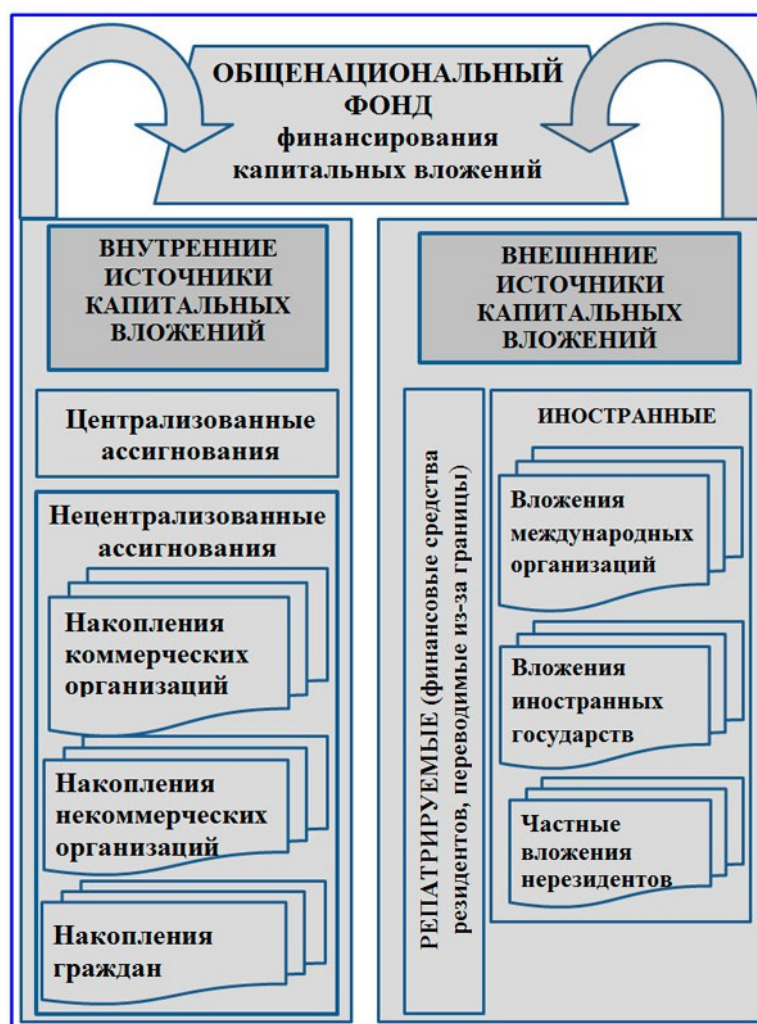 ОБЩЕНАЦИОНАЛЬНЫЙ
ФОНД
финансирования
капитальных вложений
ВНУТРЕННИЕ
ИСТОЧНИКИ
КАПИТАЛЬНЫХ
ВЛОЖЕНИЙ
Централизованные
ассигнования
Нецентрализованные
ассигнования
Накопления
коммерческих
организаций
Накопления
некоммерческих
организаций
Накопления
граждан
ВНЕШННИЕ
ИСТОЧНИКИ
КАПИТАЛЬНЫХ
ВЛОЖЕНИЙ
РЕПАТРИРУЕМЫЕ (финансовые средства
резидентов, переводимые из-за границы)
ИНОСТРАННЫЕ
Вложения
международных
организаций
Вложения
иностранных
государств
Частные
вложения
нерезидентов